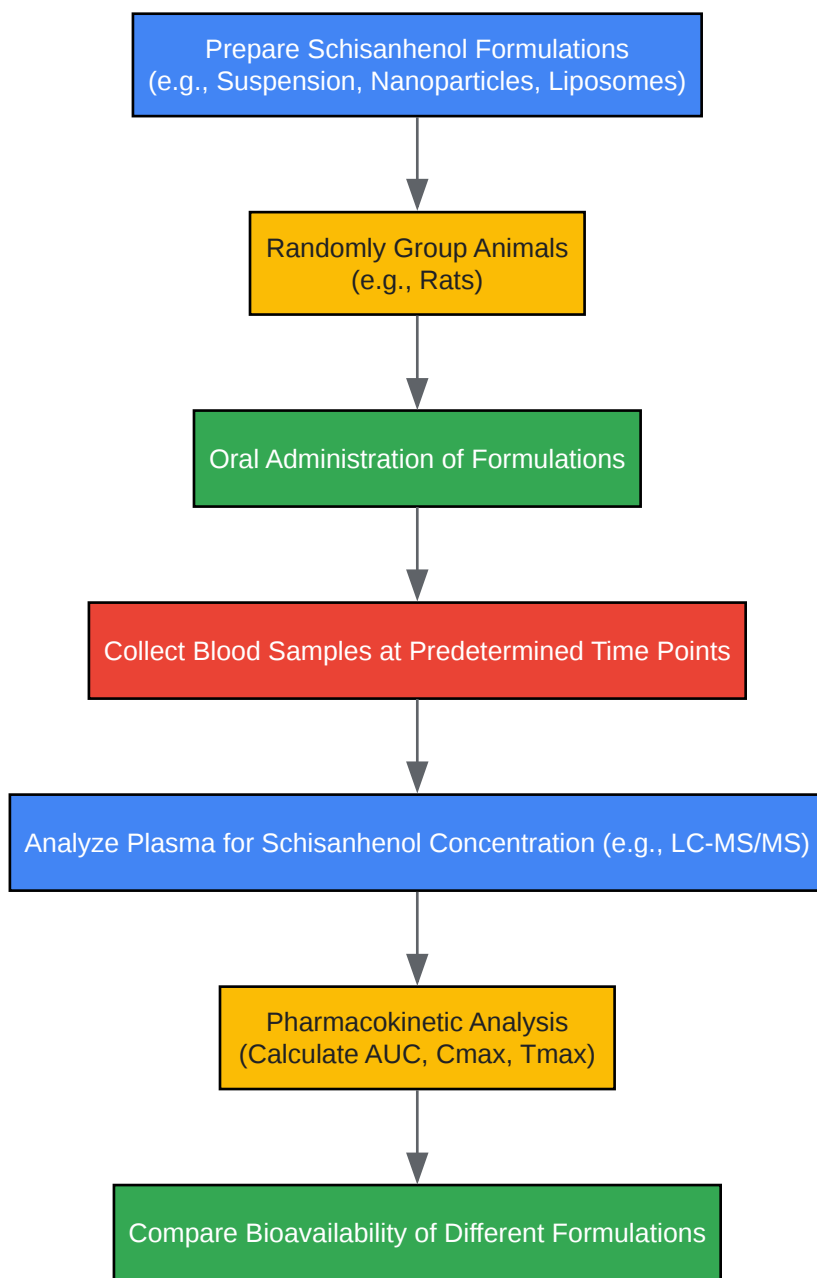 Prepare Schisanhenol Formulations
(e.g., Suspension, Nanoparticles, Liposomes)
Randomly Group Animals
(e.g., Rats)
Oral Administration of Formulations
Collect Blood Samples at Predetermined Time Points
Analyze Plasma for Schisanhenol Concentration (e.g., LC-MS/MS)
Pharmacokinetic Analysis
(Calculate AUC, Cmax, Tmax)
Compare Bioavailability of Different Formulations